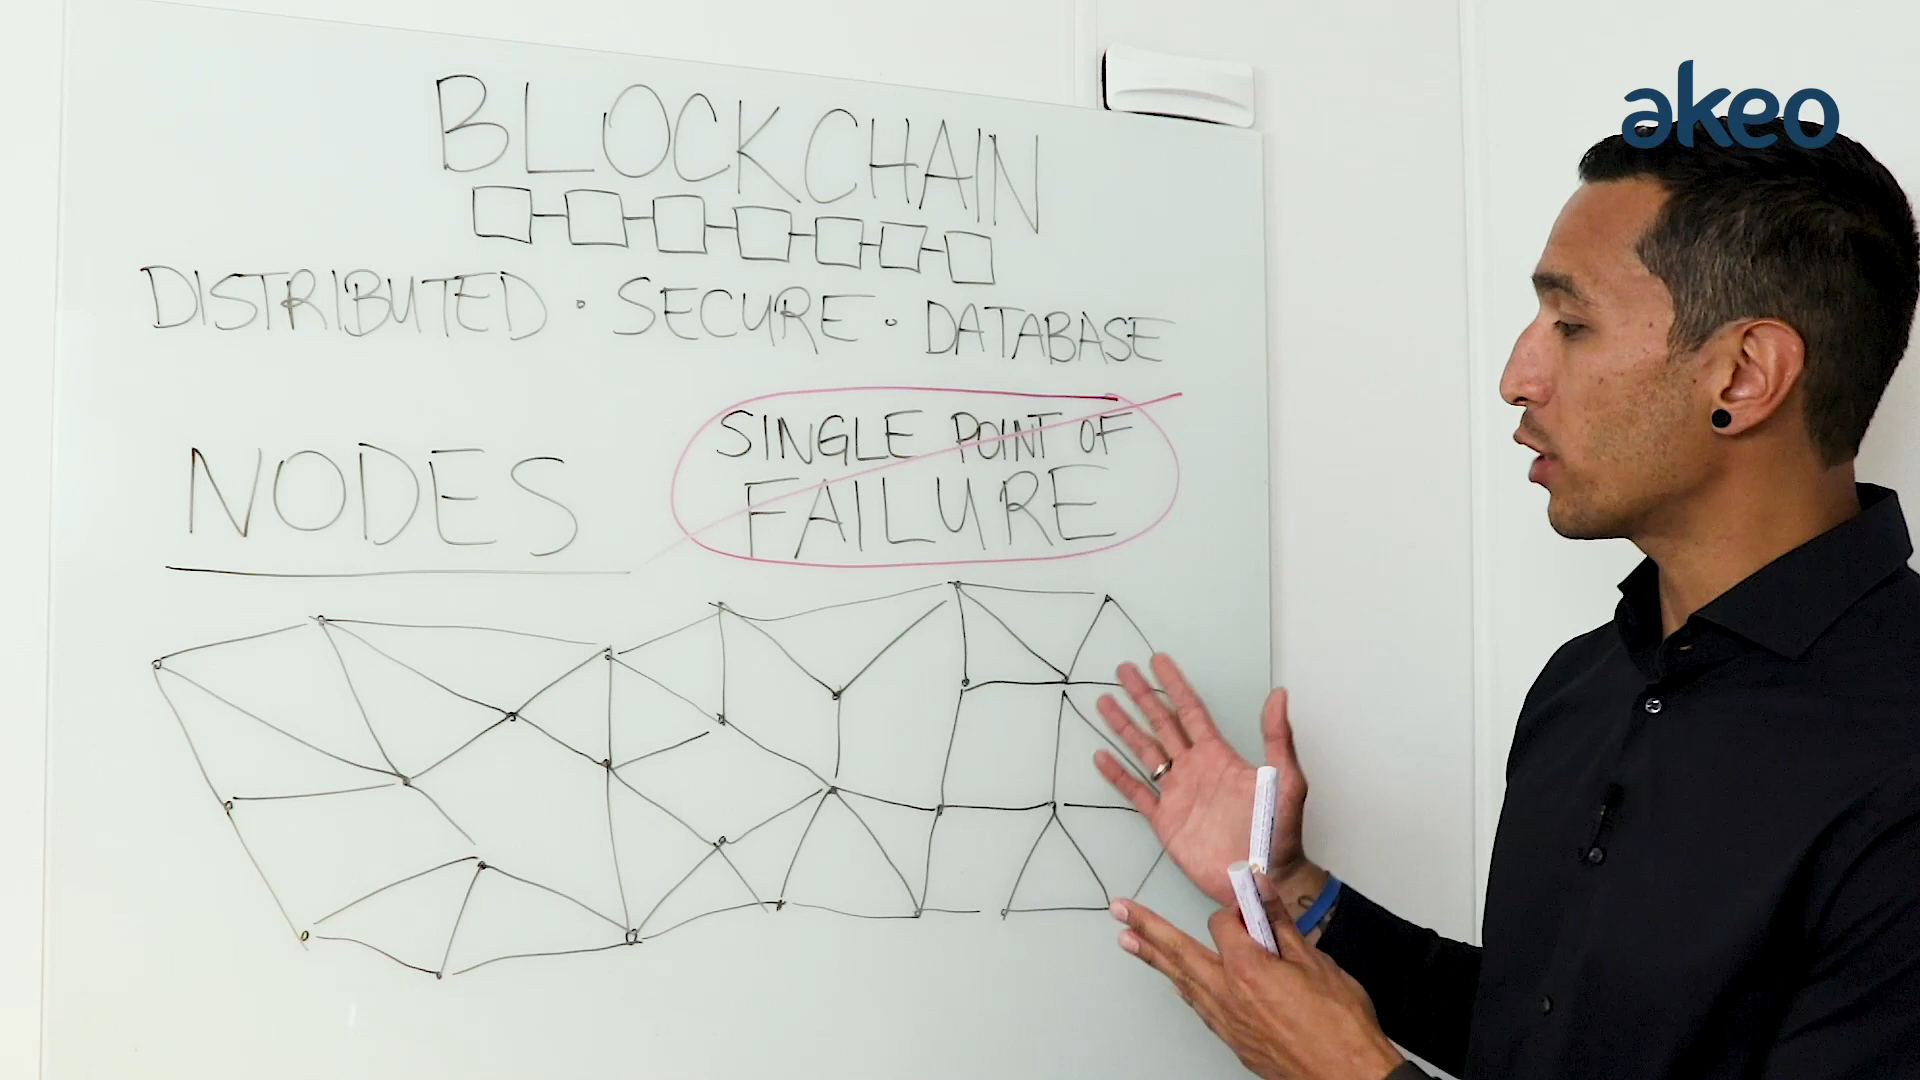 akeo
BLOCKCHAIN
DISTRIBUTED · SECURE · DATABASE
NODES
SINGLE POINT OF
FAILURE